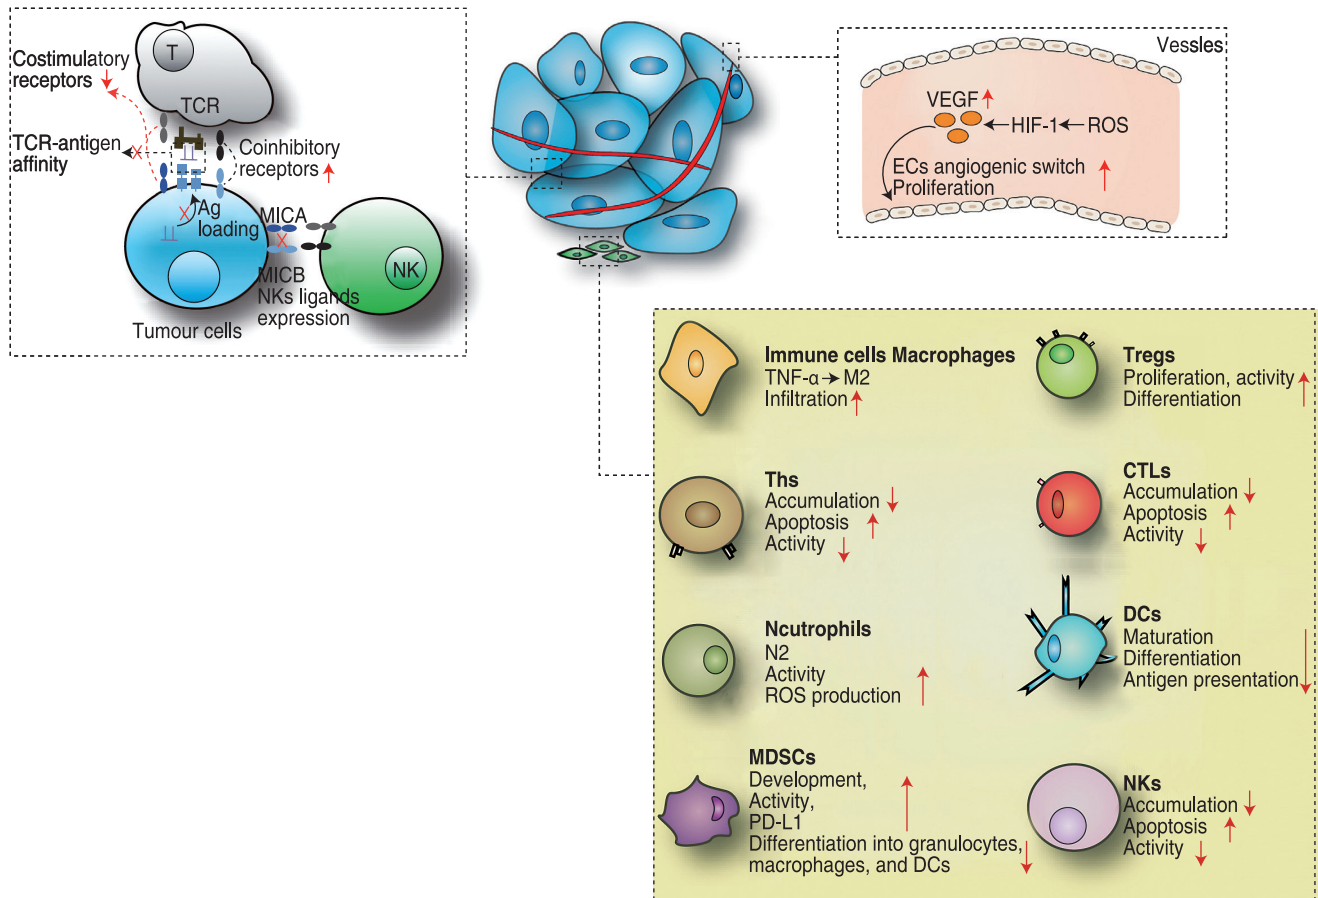 T
Costimulatory
receptors
TCR
TCR-antigen
affinity
Coinhibitory
receptors
Ag
loading
MICA
MICB
NKs ligands
expression
NK
Tumour cells
Vessles
VEGF
HIF-1
ROS
ECs angiogenic switch
Proliferation
Immune cells Macrophages
TNF-α → M2
Infiltration
Tregs
Proliferation, activity
Differentiation
Ths
Accumulation
Apoptosis
Activity
CTLs
Accumulation
Apoptosis
Activity
Ncutrophils
N2
Activity
ROS production
DCs
Maturation
Differentiation
Antigen presentation
MDSCs
Development,
Activity,
PD-L1
Differentiation into granulocytes,
macrophages, and DCs
NKs
Accumulation
Apoptosis
Activity